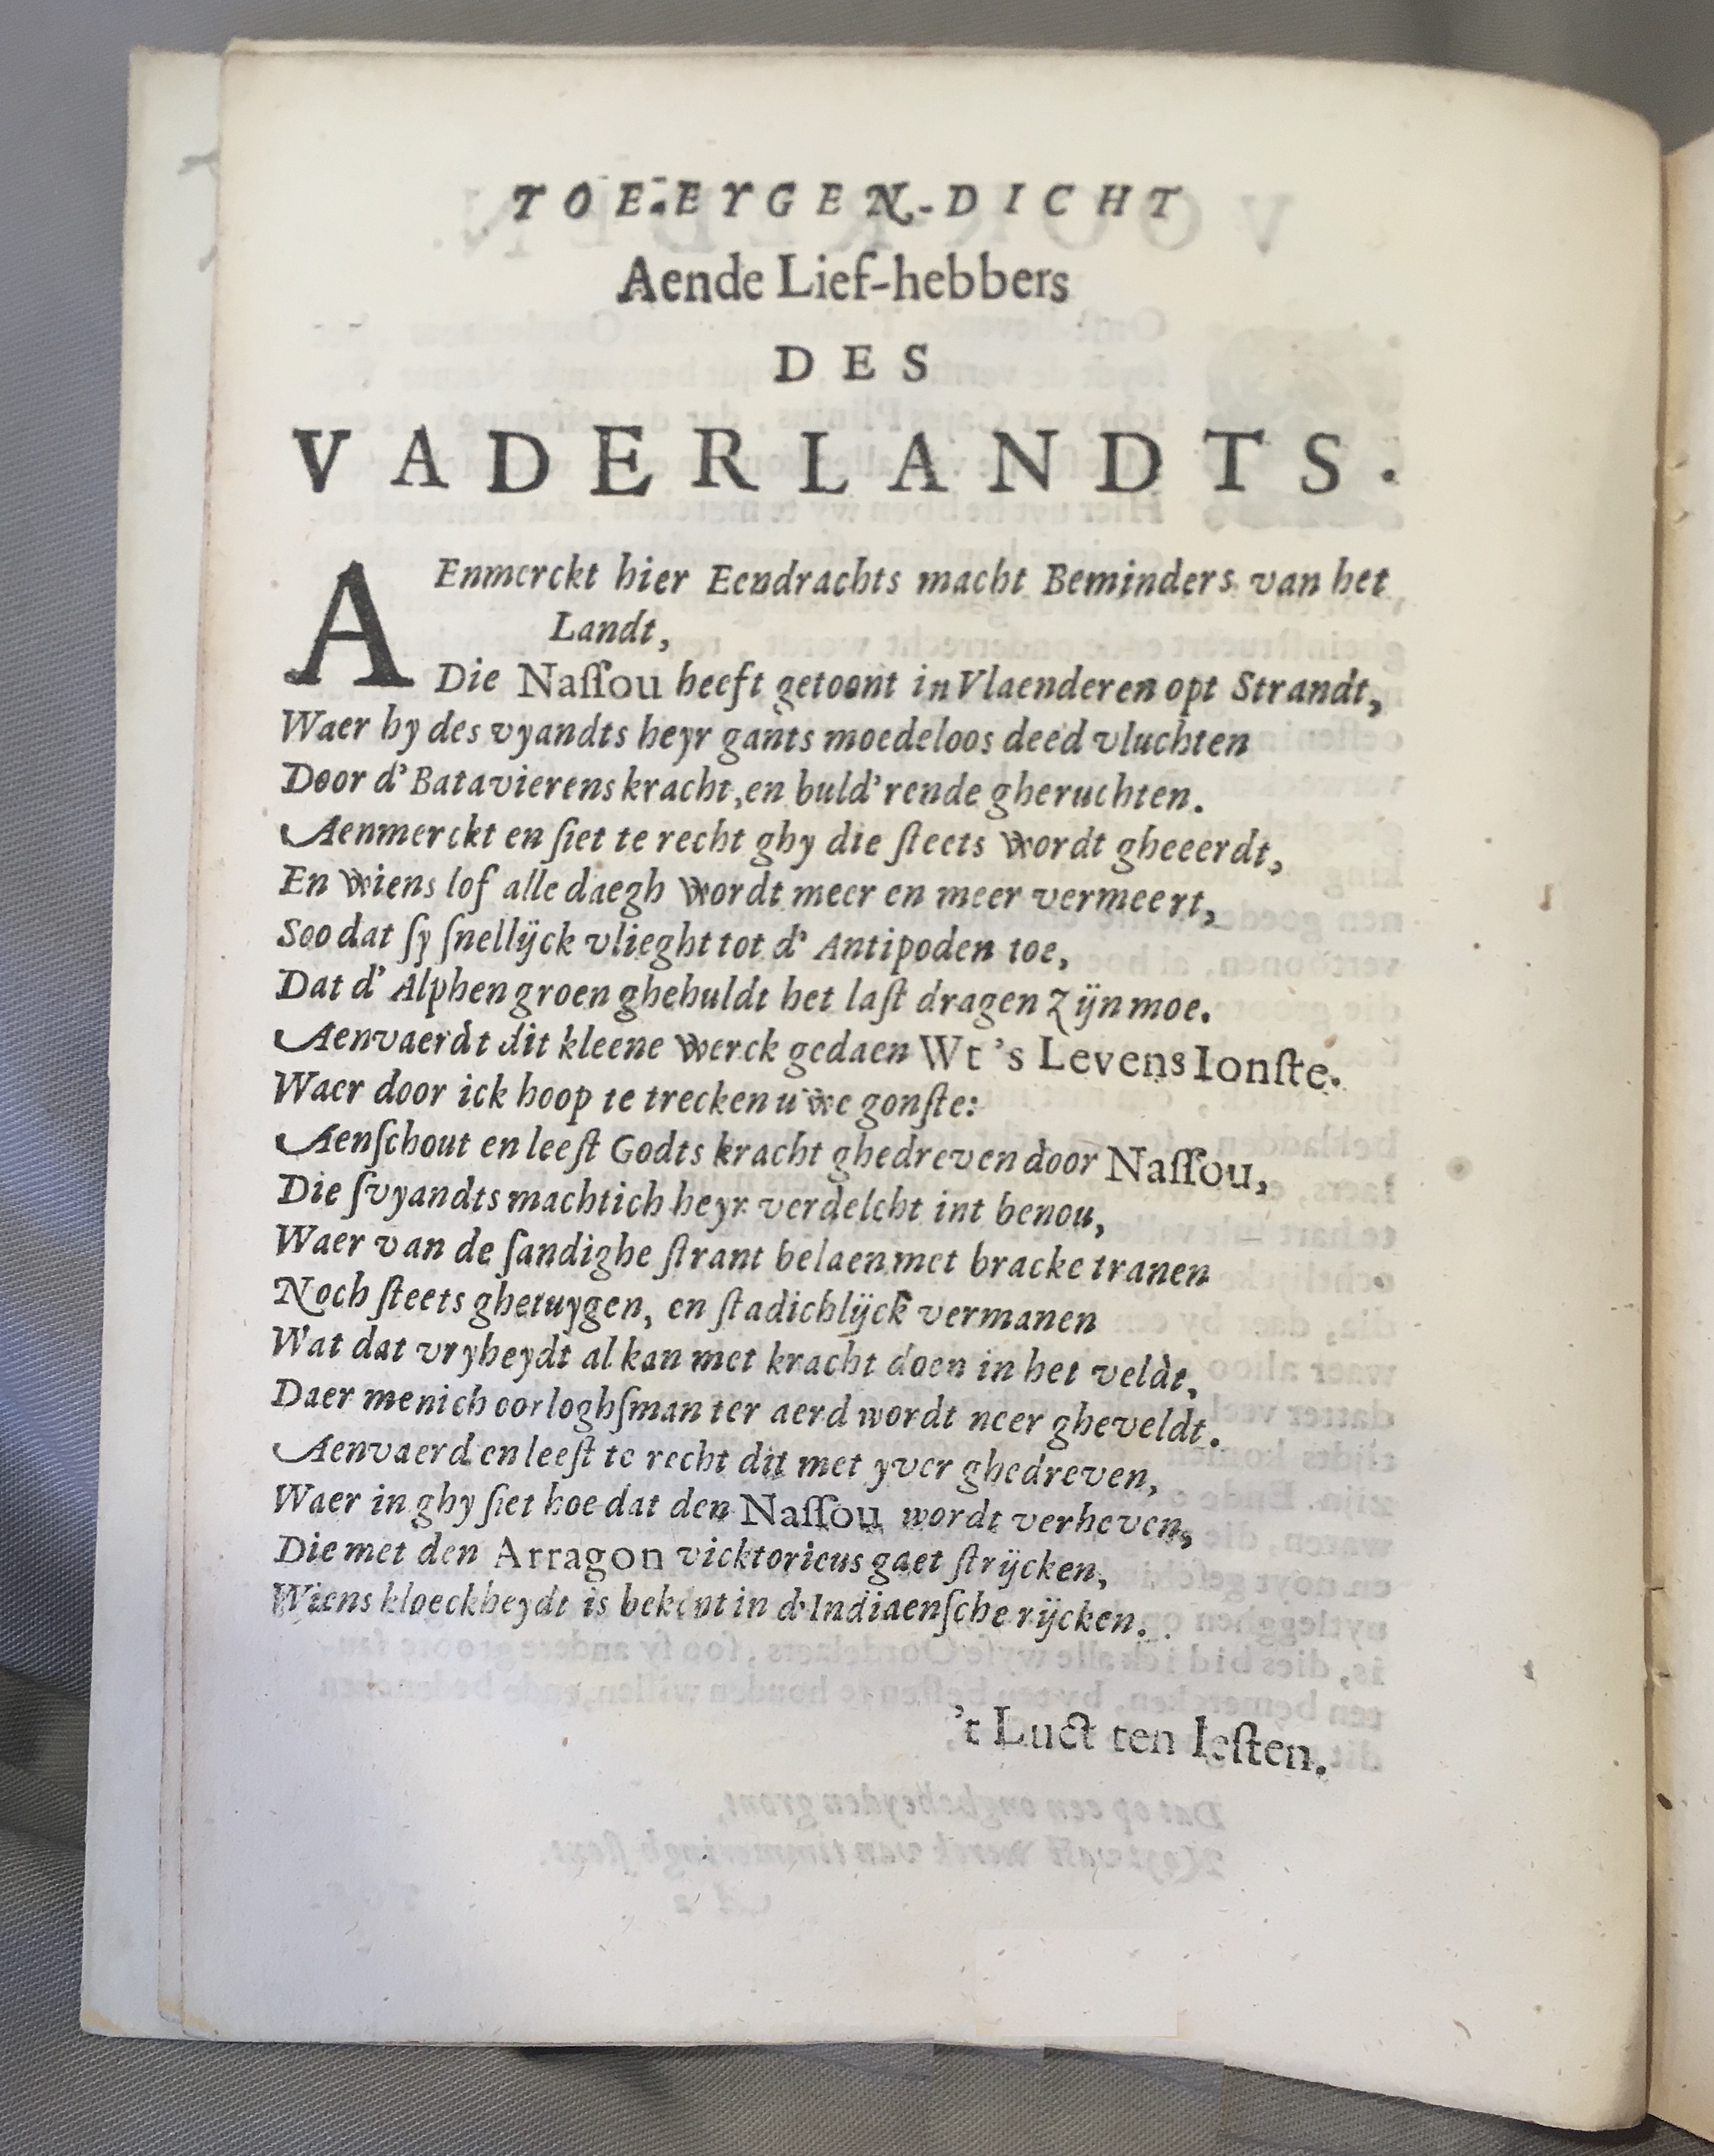 TOE-EYGEN-DICHT
Aende Lief-hebbers
DES
VADERLANDTS.
AEnmerckt hier Eendrachts macht Beminders van het
Landt,
Die Naſſou heeft getoont in Vlaenderen opt Strandt,
Waer hy des vyandts heyr gants moedeloos deed vluchten
Door d' Batavierens kracht, en buld'rende gheruchten.
Aenmerckt en ſiet te recht ghy die ſteets wordt gheeerdt,
En wiens lof alle daegh wordt meer en meer vermeert,
Soo dat ſy ſnellijck vlieght tot d' Antipoden toe,
Dat d' Alphen groen ghehuldt het laſt dragen zijn moe.
Aenvaerdt dit kleene werck gedaen Wt 's Levens Ionſte.
Waer door ick hoop te trecken uwe gonſte:
Aenſchout en leeſt Godts kracht ghedreven door Naſſou,
Die ſvyandts machtich heyr verdelcht int benou,
Waer van de ſandighe ſtrant belaen met bracke tranen
Noch ſteets ghetuygen, en ſtadichlijck vermanen
Wat dat vryheydt al kan met kracht doen in het veldt,
Daer menich oorloghſman ter aerd wordt neer gheveldt.
Aenvaerd en leeſt te recht dit met yver ghedreven,
Waer in ghy ſiet hoe dat den Naſſou wordt verheven,
Die met den Arragon vicktorieus gaet ſtrijcken,
Wiens kloeckheydt is bekent in d'Indiaenſche rijcken.
't Luct ten leſten.